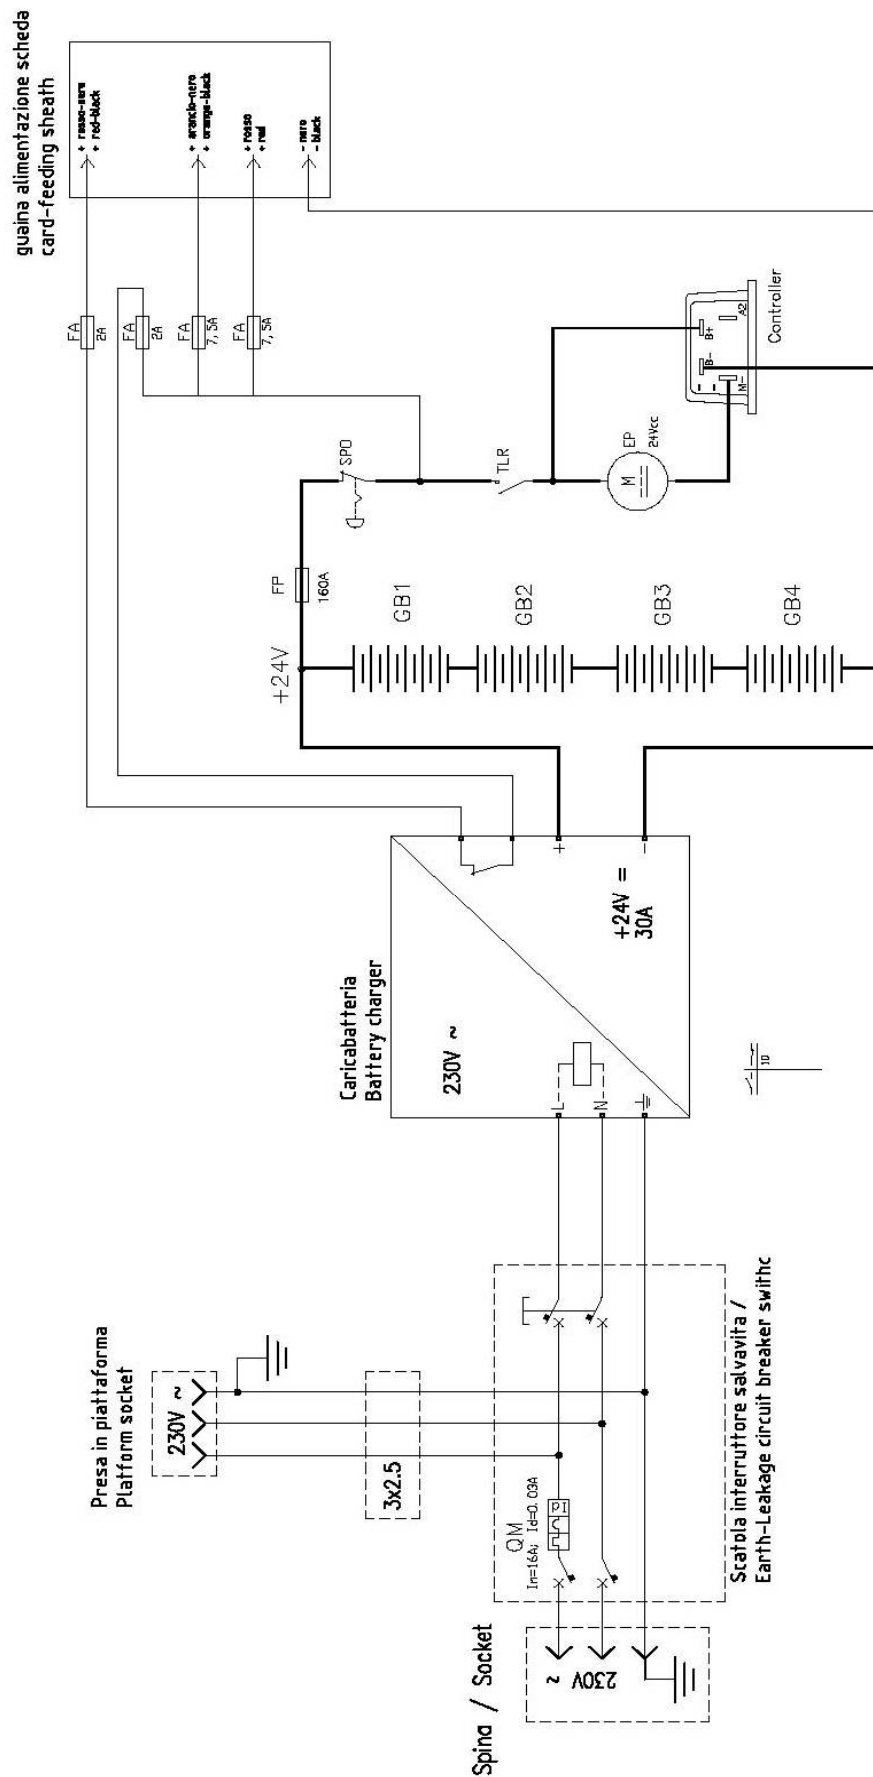 guaina alimentazione scheda
card-feeding sheath
+ rosso-nero
+ red-black
+ arancio-nero
+ orange-black
+ rosso
+ red
- nero
- black
FA
2A
FA
2A
FA
7,5A
FA
7,5A
SPO
TLR
EP
24Vcc
M
B+
B-
A2
M-
Controller
FP
160A
+24V
GB1
GB2
GB3
GB4
Caricabatteria
Battery charger
230V ~
+
-
+24V =
30A
L
N
10
Presa in piattaforma
Platform socket
230V ~
3x2.5
QM
In=16A; Id=0.03A
Id
Scatola interruttore salvavita /
Earth-Leakage circuit breaker swithc
Spina / Socket
~ 230V